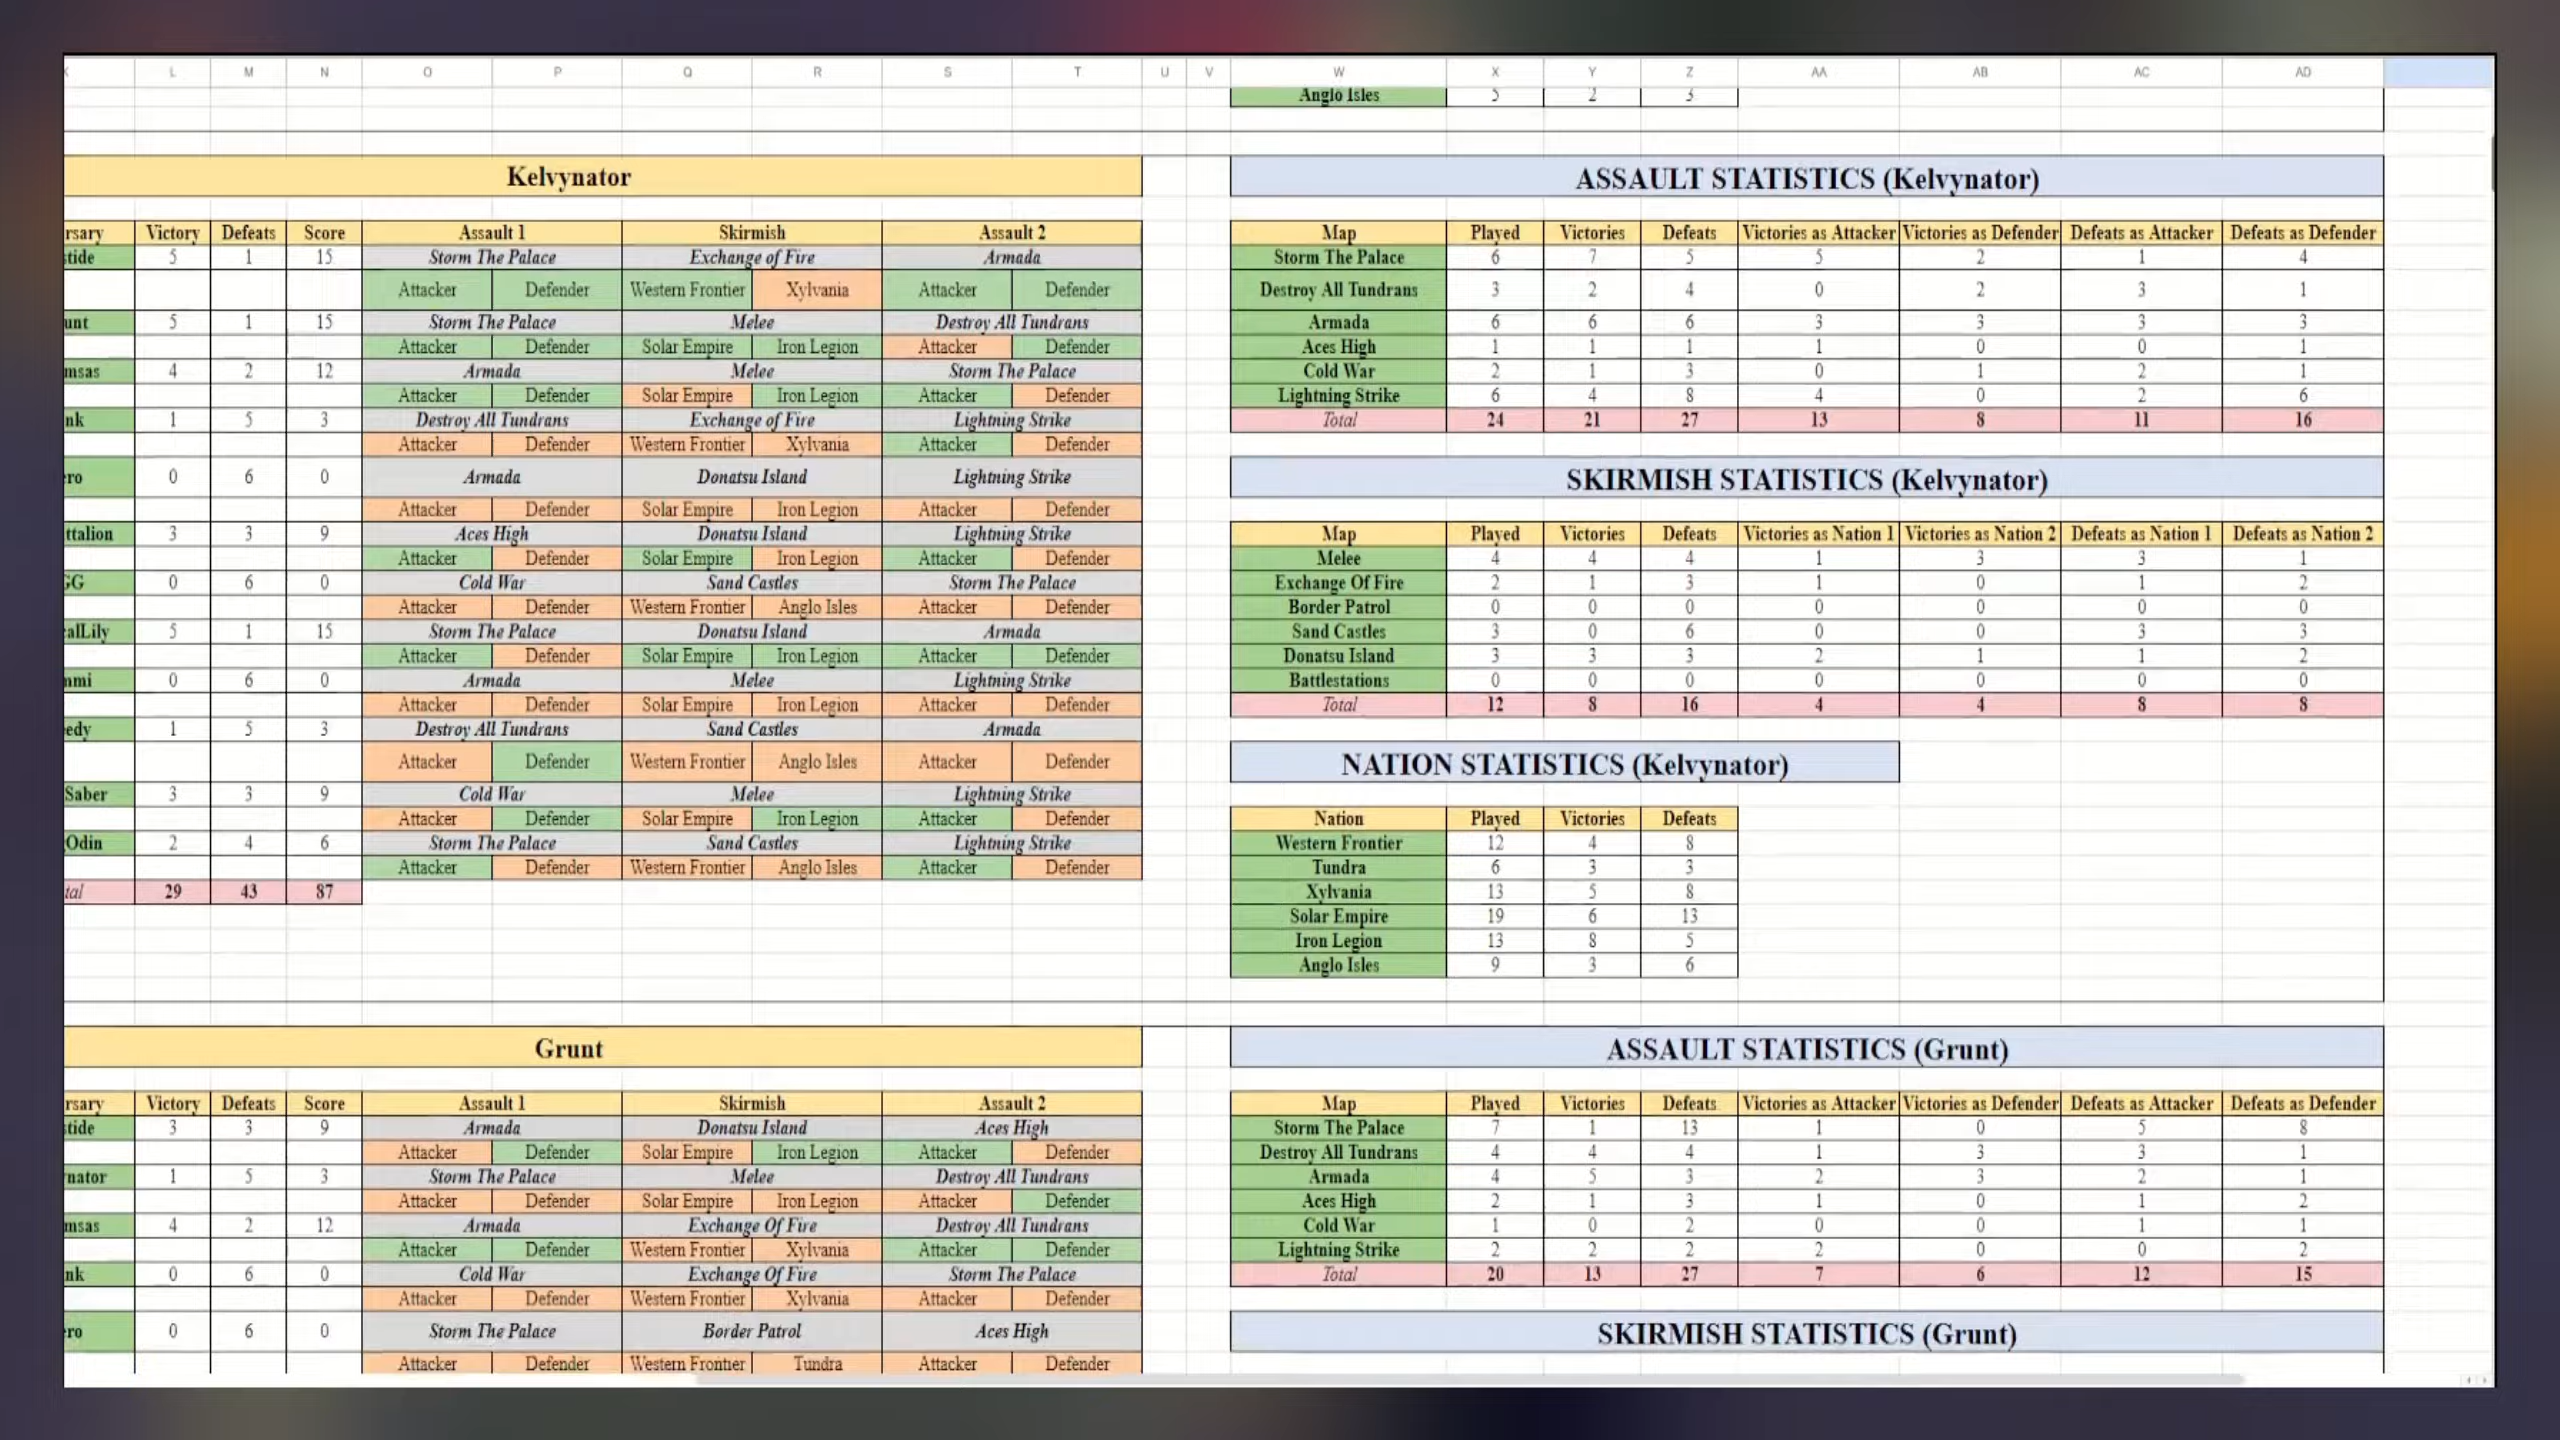 L M N O P Q R S T U V W X Y Z AA AB AC AD
Anglo Isles 5 2 3
Kelvynator
rsary Victory Defeats Score Assault 1 Skirmish Assault 2
tide 5 1 15 Storm The Palace Exchange of Fire Armada
Attacker Defender Western Frontier Xylvania Attacker Defender
unt 5 1 15 Storm The Palace Melee Destroy All Tundrans
Attacker Defender Solar Empire Iron Legion Attacker Defender
msas 4 2 12 Armada Melee Storm The Palace
Attacker Defender Solar Empire Iron Legion Attacker Defender
nk 1 5 3 Destroy All Tundrans Exchange of Fire Lightning Strike
Attacker Defender Western Frontier Xylvania Attacker Defender
ro 0 6 0 Armada Donatsu Island Lightning Strike
Attacker Defender Solar Empire Iron Legion Attacker Defender
ttalion 3 3 9 Aces High Donatsu Island Lightning Strike
Attacker Defender Solar Empire Iron Legion Attacker Defender
GG 0 6 0 Cold War Sand Castles Storm The Palace
Attacker Defender Western Frontier Anglo Isles Attacker Defender
alLily 5 1 15 Storm The Palace Donatsu Island Armada
Attacker Defender Solar Empire Iron Legion Attacker Defender
mmi 0 6 0 Armada Melee Lightning Strike
Attacker Defender Solar Empire Iron Legion Attacker Defender
edy 1 5 3 Destroy All Tundrans Sand Castles Armada
Attacker Defender Western Frontier Anglo Isles Attacker Defender
Saber 3 3 9 Cold War Melee Lightning Strike
Attacker Defender Solar Empire Iron Legion Attacker Defender
Odin 2 4 6 Storm The Palace Sand Castles Lightning Strike
Attacker Defender Western Frontier Anglo Isles Attacker Defender
tal 29 43 87
ASSAULT STATISTICS (Kelvynator)
Map Played Victories Defeats Victories as Attacker Victories as Defender Defeats as Attacker Defeats as Defender
Storm The Palace 6 7 5 5 2 1 4
Destroy All Tundrans 3 2 4 0 2 3 1
Armada 6 6 6 3 3 3 3
Aces High 1 1 1 1 0 0 1
Cold War 2 1 3 0 1 2 1
Lightning Strike 6 4 8 4 0 2 6
Total 24 21 27 13 8 11 16
SKIRMISH STATISTICS (Kelvynator)
Map Played Victories Defeats Victories as Nation 1 Victories as Nation 2 Defeats as Nation 1 Defeats as Nation 2
Melee 4 4 4 1 3 3 1
Exchange Of Fire 2 1 3 1 0 1 2
Border Patrol 0 0 0 0 0 0 0
Sand Castles 3 0 6 0 0 3 3
Donatsu Island 3 3 3 2 1 1 2
Battlestations 0 0 0 0 0 0 0
Total 12 8 16 4 4 8 8
NATION STATISTICS (Kelvynator)
Nation Played Victories Defeats
Western Frontier 12 4 8
Tundra 6 3 3
Xylvania 13 5 8
Solar Empire 19 6 13
Iron Legion 13 8 5
Anglo Isles 9 3 6
Grunt
rsary Victory Defeats Score Assault 1 Skirmish Assault 2
tide 3 3 9 Armada Donatsu Island Aces High
Attacker Defender Solar Empire Iron Legion Attacker Defender
nator 1 5 3 Storm The Palace Melee Destroy All Tundrans
Attacker Defender Solar Empire Iron Legion Attacker Defender
msas 4 2 12 Armada Exchange Of Fire Destroy All Tundrans
Attacker Defender Western Frontier Xylvania Attacker Defender
nk 0 6 0 Cold War Exchange Of Fire Storm The Palace
Attacker Defender Western Frontier Xylvania Attacker Defender
ro 0 6 0 Storm The Palace Border Patrol Aces High
Attacker Defender Western Frontier Tundra Attacker Defender
ASSAULT STATISTICS (Grunt)
Map Played Victories Defeats Victories as Attacker Victories as Defender Defeats as Attacker Defeats as Defender
Storm The Palace 7 1 13 1 0 5 8
Destroy All Tundrans 4 4 4 1 3 3 1
Armada 4 5 3 2 3 2 1
Aces High 2 1 3 1 0 1 2
Cold War 1 0 2 0 0 1 1
Lightning Strike 2 2 2 2 0 0 2
Total 20 13 27 7 6 12 15
SKIRMISH STATISTICS (Grunt)